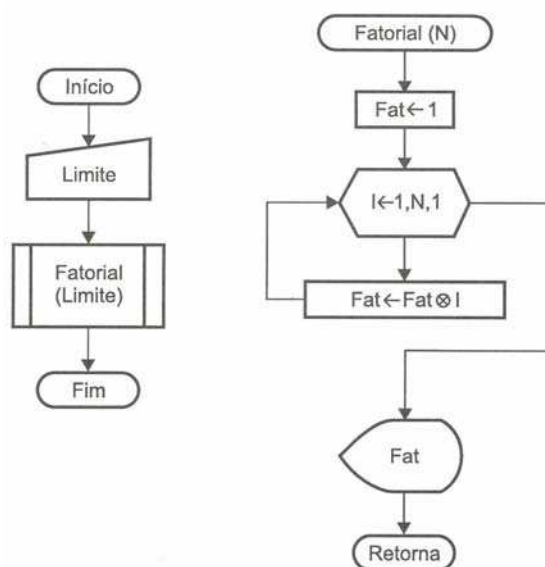 Início
Limite
Fatorial
(Limite)
Fim
Fatorial (N)
Fat←1
I←1,N,1
Fat←Fat⊗I
Fat
Retorna